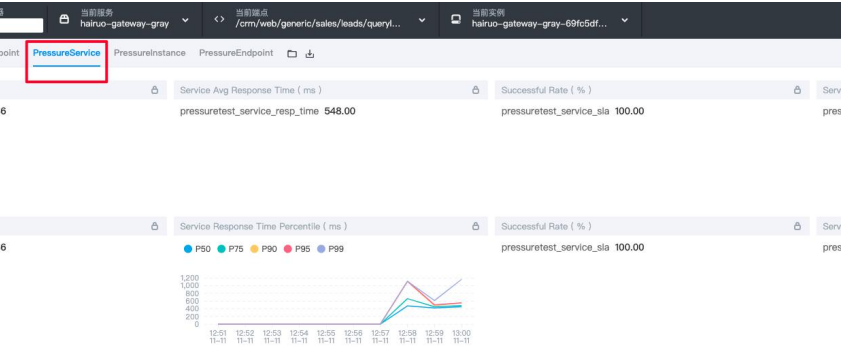 器 当前服务 当前端点 当前实例
hairuo-gateway-gray /crm/web/generic/sales/leads/queryl... hairuo-gateway-gray-69fc5df...
point PressureService PressureInstance PressureEndpoint
Service Avg Response Time ( ms ) Successful Rate ( % ) Serv
6 pressuretest_service_resp_time 548.00 pressuretest_service_sla 100.00 pres
Service Response Time Percentile ( ms ) Successful Rate ( % ) Serv
6 P50 P75 P90 P95 P99 pressuretest_service_sla 100.00 pres
1,200
1,000
800
600
400
200
0
12:51 12:52 12:53 12:54 12:55 12:56 12:57 12:58 12:59 13:00
11-11 11-11 11-11 11-11 11-11 11-11 11-11 11-11 11-11 11-11